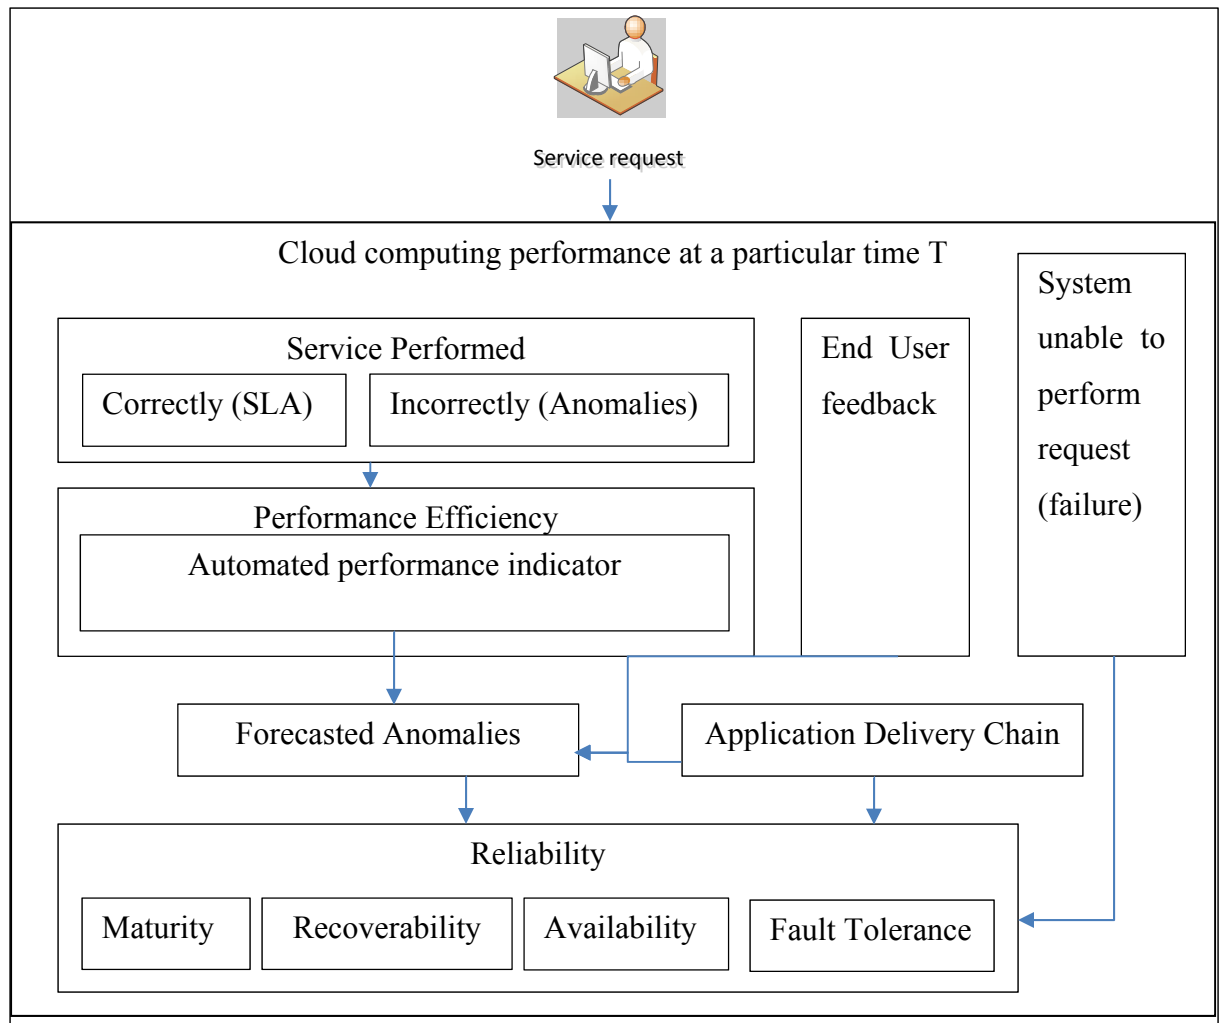 Service request
Cloud computing performance at a particular time T
Service Performed
Correctly (SLA)
Incorrectly (Anomalies)
End User
feedback
System
unable to
perform
request
(failure)
Performance Efficiency
Automated performance indicator
Forecasted Anomalies
Application Delivery Chain
Reliability
Maturity
Recoverability
Availability
Fault Tolerance